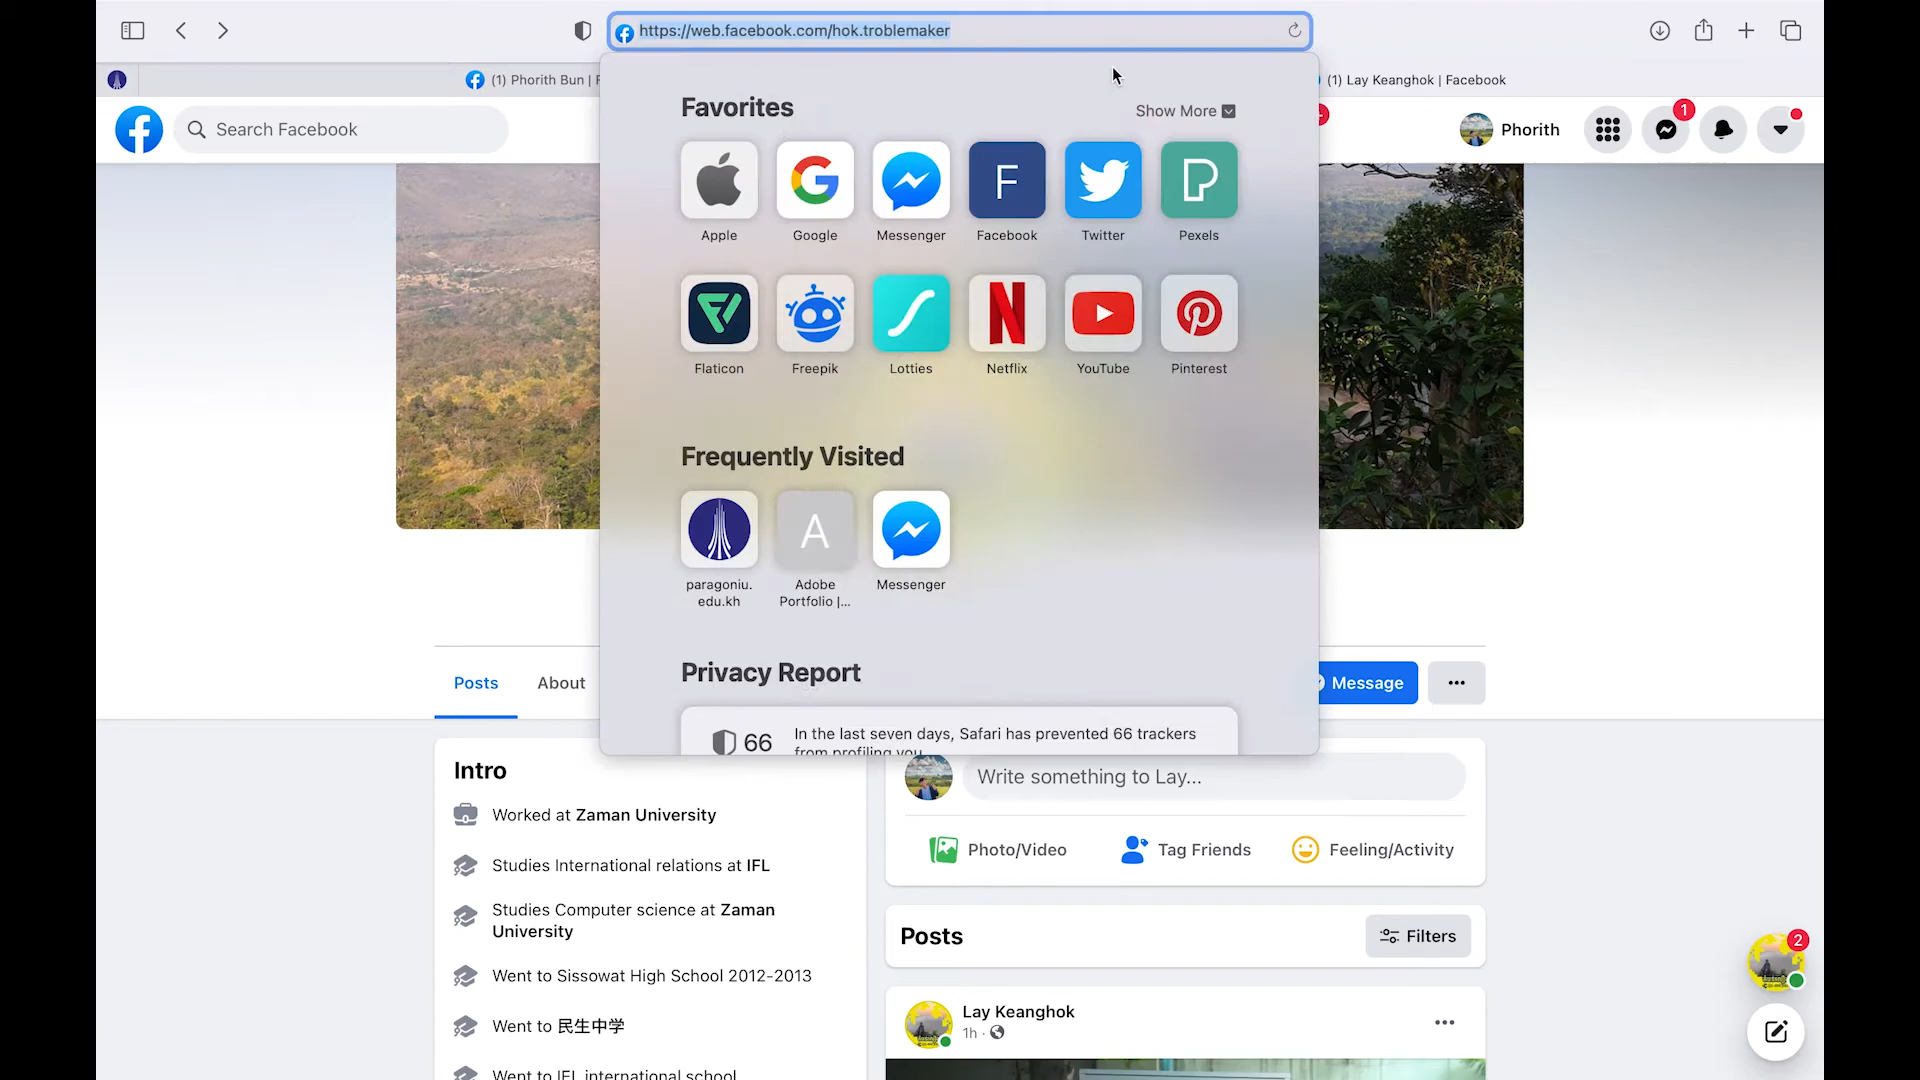 https://web.facebook.com/hok.troblemaker
(1) Phorith Bun |
(1) Lay Keanghok | Facebook
Search Facebook
Phorith
1
Favorites
Show More
Apple
Google
Messenger
Facebook
Twitter
Pexels
Flaticon
Freepik
Lotties
Netflix
YouTube
Pinterest
Frequently Visited
paragoniu.
edu.kh
Adobe
Portfolio |...
Messenger
Privacy Report
66
In the last seven days, Safari has prevented 66 trackers
from profiling you
Posts
About
Message
Intro
Worked at Zaman University
Studies International relations at IFL
Studies Computer science at Zaman
University
Went to Sissowat High School 2012-2013
Went to 民生中学
Went to IFL international school
Write something to Lay...
Photo/Video
Tag Friends
Feeling/Activity
Posts
Filters
Lay Keanghok
1h ·
2